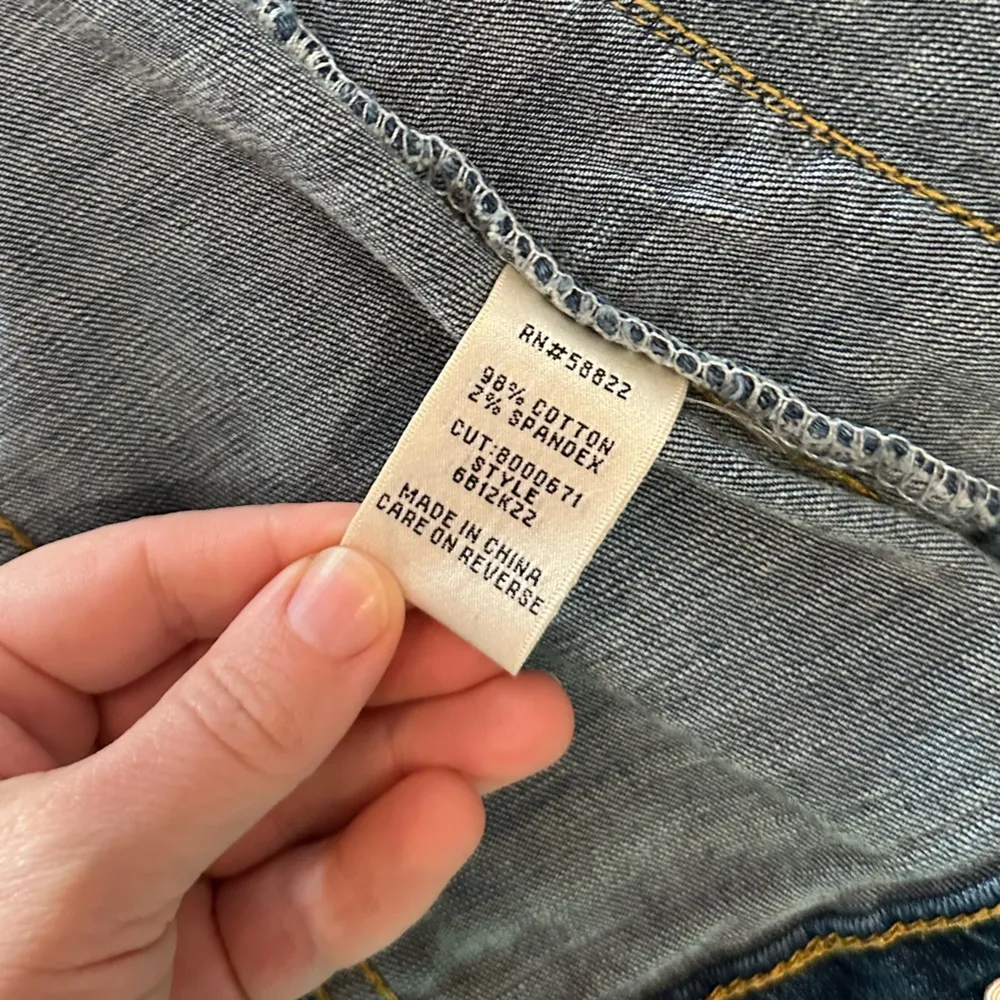 RN#58822
98% COTTON
2% SPANDEX
CUT:8000671
STYLE
6B12K22
MADE IN CHINA
CARE ON REVERSE